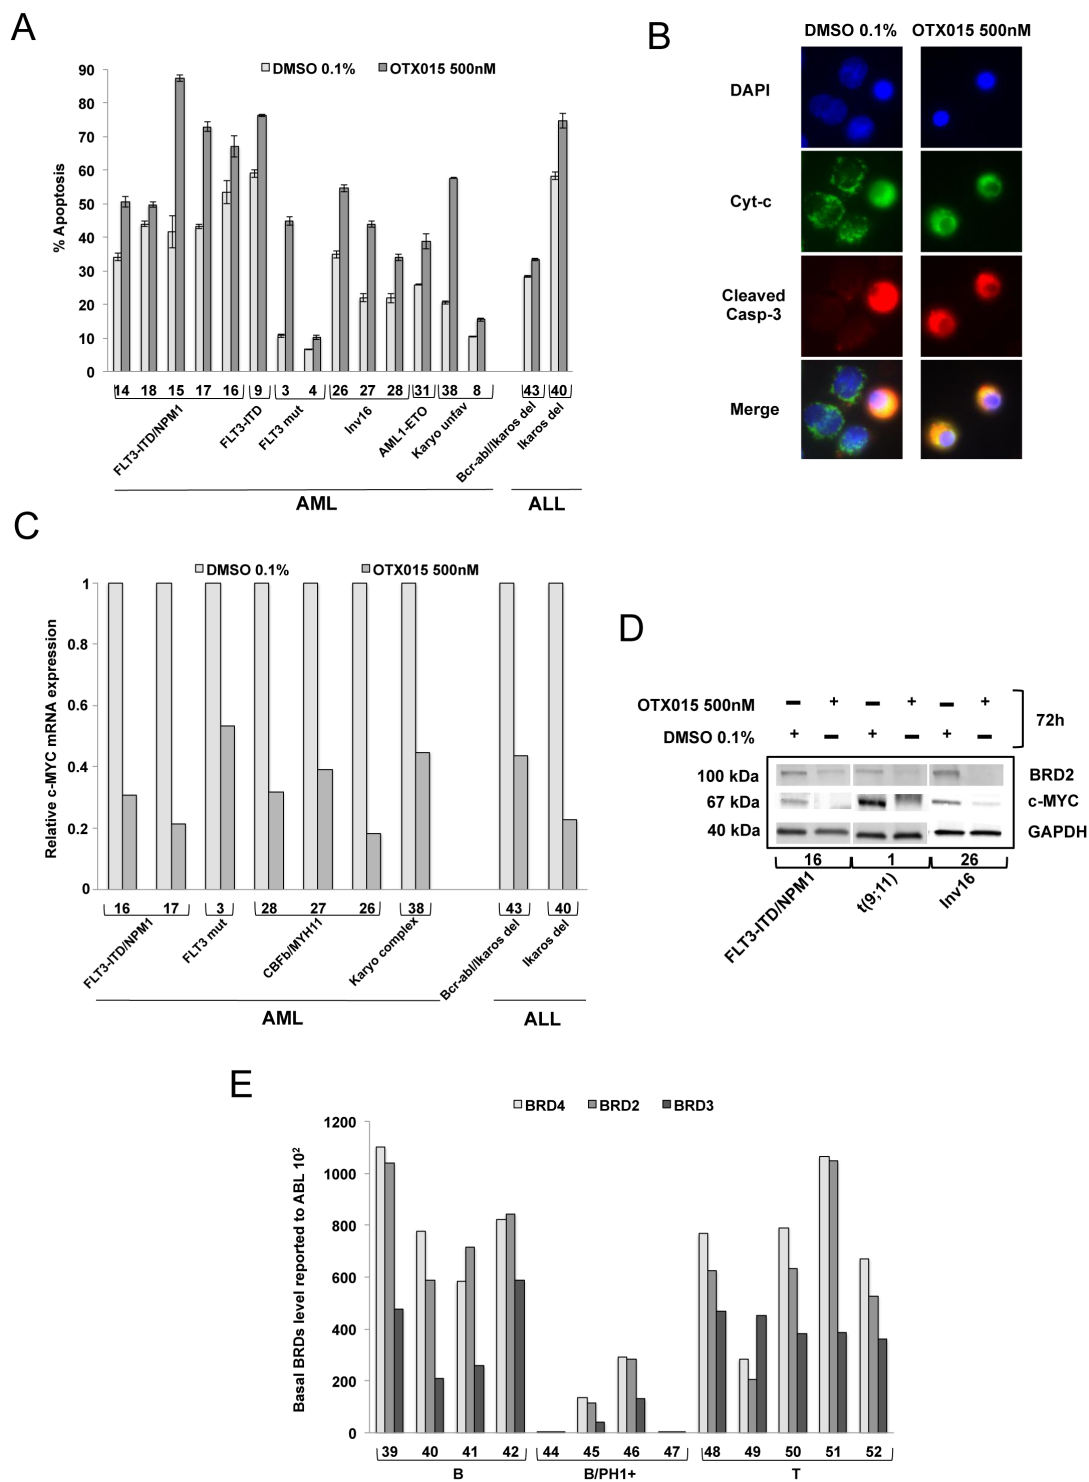 A
DMSO 0.1% OTX015 500nM
% Apoptosis
90
80
70
60
50
40
30
20
10
0
14 18 15 17 16 9 3 4 26 27 28 31 38 8 43 40
FLT3-ITD/NPM1
FLT3-ITD
FLT3 mut
Inv16
AML1-ETO
Karyo unfav
Bcr-abl/Ikaros del
Ikaros del
AML
ALL
B
DMSO 0.1% OTX015 500nM
DAPI
Cyt-c
Cleaved
Casp-3
Merge
C
DMSO 0.1% OTX015 500nM
Relative c-MYC mRNA expression
1
0.8
0.6
0.4
0.2
0
16 17 3 28 27 26 38 43 40
FLT3-ITD/NPM1
FLT3 mut
CBFb/MYH11
Karyo complex
Bcr-abl/Ikaros del
Ikaros del
AML
ALL
D
OTX015 500nM - + - + - +
DMSO 0.1% + - + - + -
72h
100 kDa BRD2
67 kDa c-MYC
40 kDa GAPDH
16 1 26
FLT3-ITD/NPM1
t(9;11)
Inv16
E
BRD4 BRD2 BRD3
Basal BRDs level reported to ABL 10²
1200
1000
800
600
400
200
0
39 40 41 42 44 45 46 47 48 49 50 51 52
B B/PH1+ T